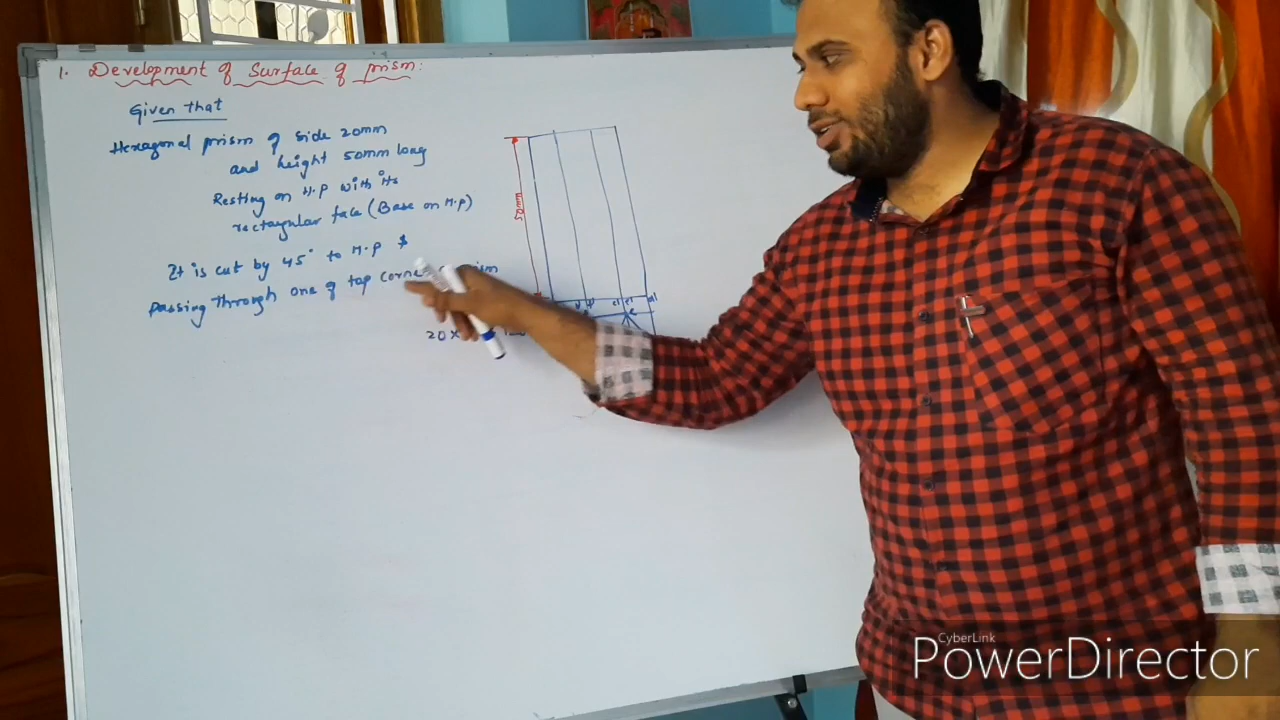 1. Development of Surface of prism:
Given that
Hexagonal prism of side 20mm
and height 50mm long
Resting on H.P with its
rectangular face (Base on H.P)
It is cut by 45° to H.P &
passing through one of top corner
50mm
20 x
CyberLink
PowerDirector